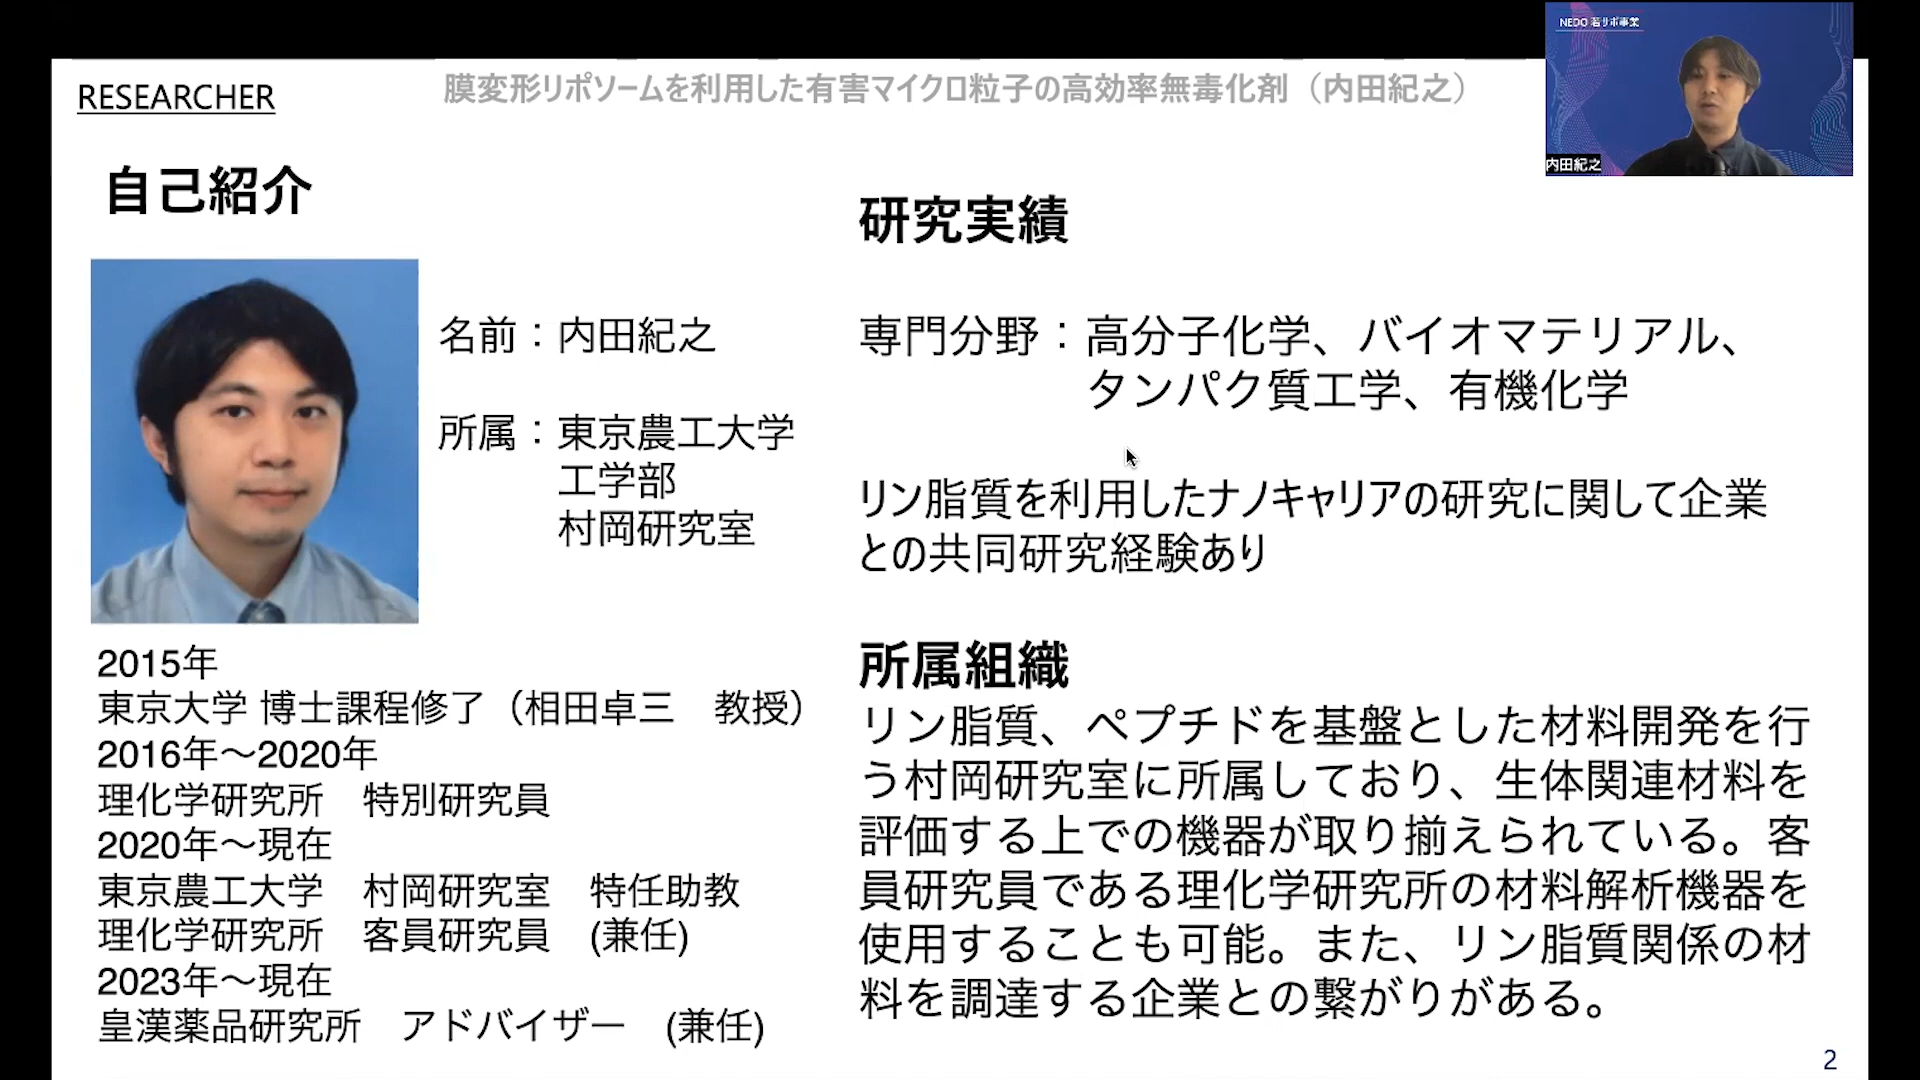 RESEARCHER
膜変形リポソームを利用した有害マイクロ粒子の高効率無毒化剤（内田紀之）
NEDO 若サポ事業
内田紀之
自己紹介
名前：内田紀之
所属：東京農工大学
工学部
村岡研究室
2015年
東京大学 博士課程修了（相田卓三　教授）
2016年～2020年
理化学研究所　特別研究員
2020年～現在
東京農工大学　村岡研究室　特任助教
理化学研究所　客員研究員　(兼任)
2023年～現在
皇漢薬品研究所　アドバイザー　(兼任)
研究実績
専門分野：高分子化学、バイオマテリアル、
タンパク質工学、有機化学
リン脂質を利用したナノキャリアの研究に関して企業
との共同研究経験あり
所属組織
リン脂質、ペプチドを基盤とした材料開発を行
う村岡研究室に所属しており、生体関連材料を
評価する上での機器が取り揃えられている。客
員研究員である理化学研究所の材料解析機器を
使用することも可能。また、リン脂質関係の材
料を調達する企業との繋がりがある。
2